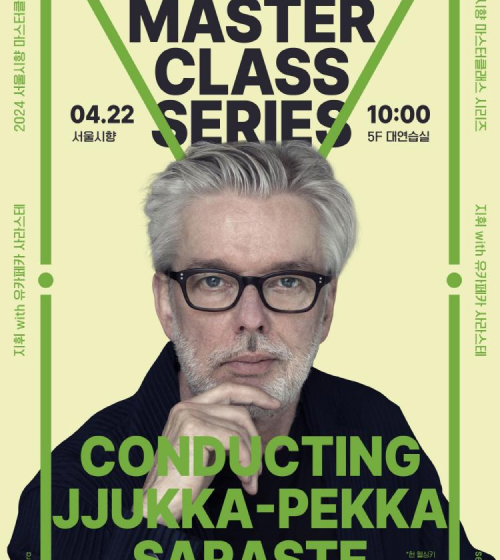 MASTER
CLASS
SERIES
04.22
서울시향
10:00
5F 대연습실
2024 서울시향 마스터클
지휘 with 유카페카 사라스테
시향 마스터클래스 시리즈
지휘 with 유카페카 사라스테
CONDUCTING
JJUKKA-PEKKA
SARASTE